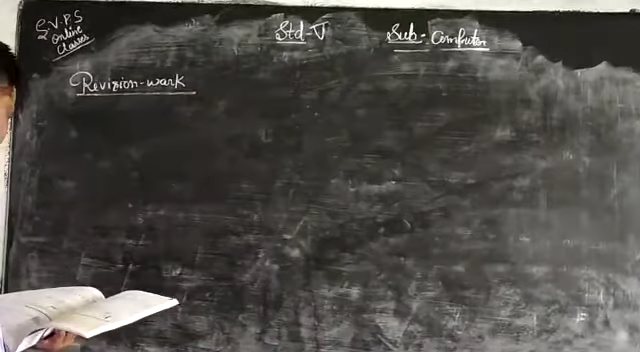 S.V.P.S
Online
Classes
Std-V
Sub-Computer
Revision-work